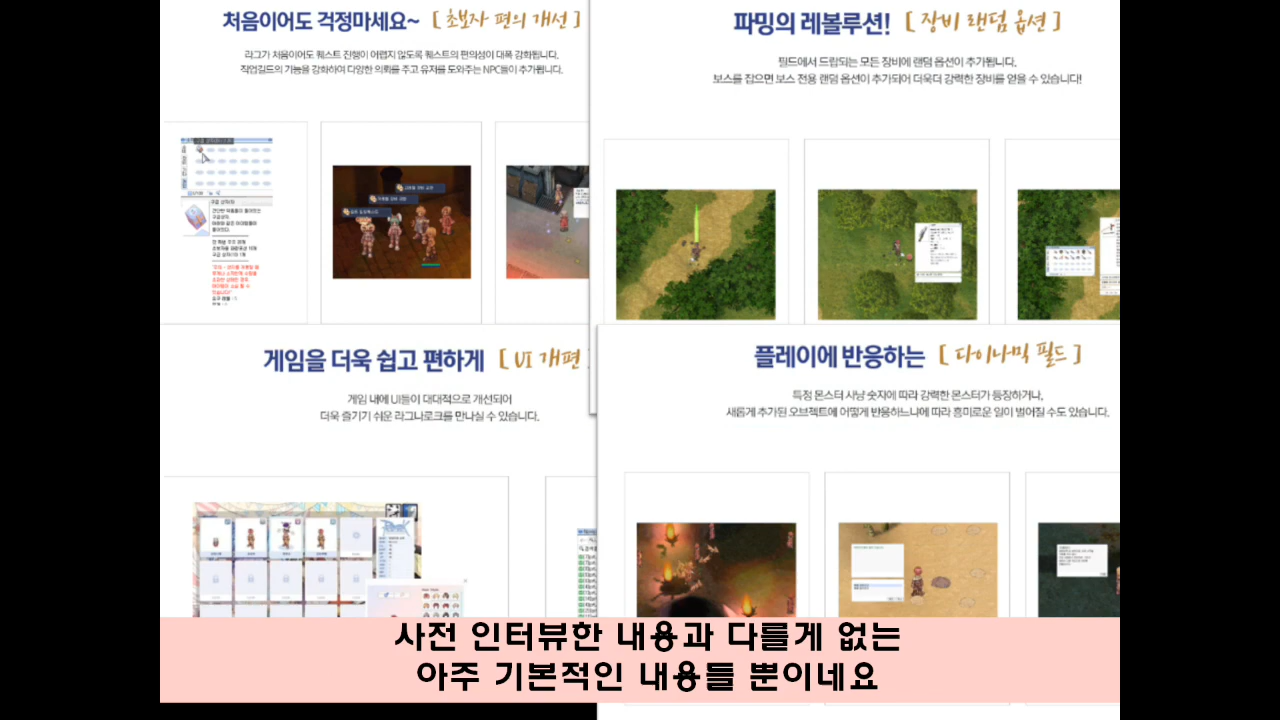 처음이어도 걱정마세요~ [ 초보자 편의 개선 ]
라그가 처음이어도 퀘스트 진행이 어렵지 않도록 퀘스트의 편의성이 대폭 강화됩니다.
직업길드의 기능을 강화하여 다양한 의뢰를 주고 유저를 도와주는 NPC들이 추가됩니다.
파밍의 레볼루션! [ 장비 랜덤 옵션 ]
필드에서 드랍되는 모든 장비에 랜덤 옵션이 추가됩니다.
보스를 잡으면 보스 전용 랜덤 옵션이 추가되어 더욱더 강력한 장비를 얻을 수 있습니다!
게임을 더욱 쉽고 편하게 [ UI 개편
게임 내에 UI들이 대대적으로 개선되어
더욱 즐기기 쉬운 라그나로크를 만나실 수 있습니다.
플레이에 반응하는 [ 다이나믹 필드 ]
특정 몬스터 사냥 숫자에 따라 강력한 몬스터가 등장하거나,
새롭게 추가된 오브젝트에 어떻게 반응하느냐에 따라 흥미로운 일이 벌어질 수도 있습니다.
사전 인터뷰한 내용과 다를게 없는
아주 기본적인 내용들 뿐이네요